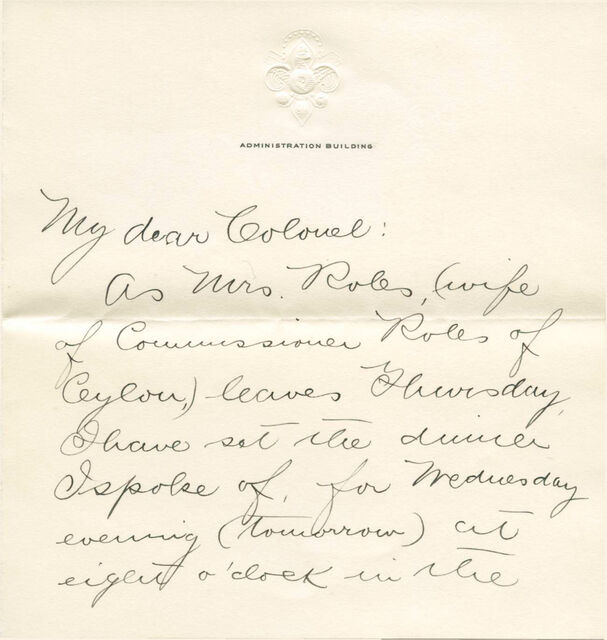 ADMINISTRATION BUILDING
My dear Colonel:
As Mrs. Roles, (wife
of Commissioner Roles of
Ceylon,) leaves Thursday,
I have set the dinner
I spoke of, for Wednesday
evening (tomorrow) at
eight o'clock in the